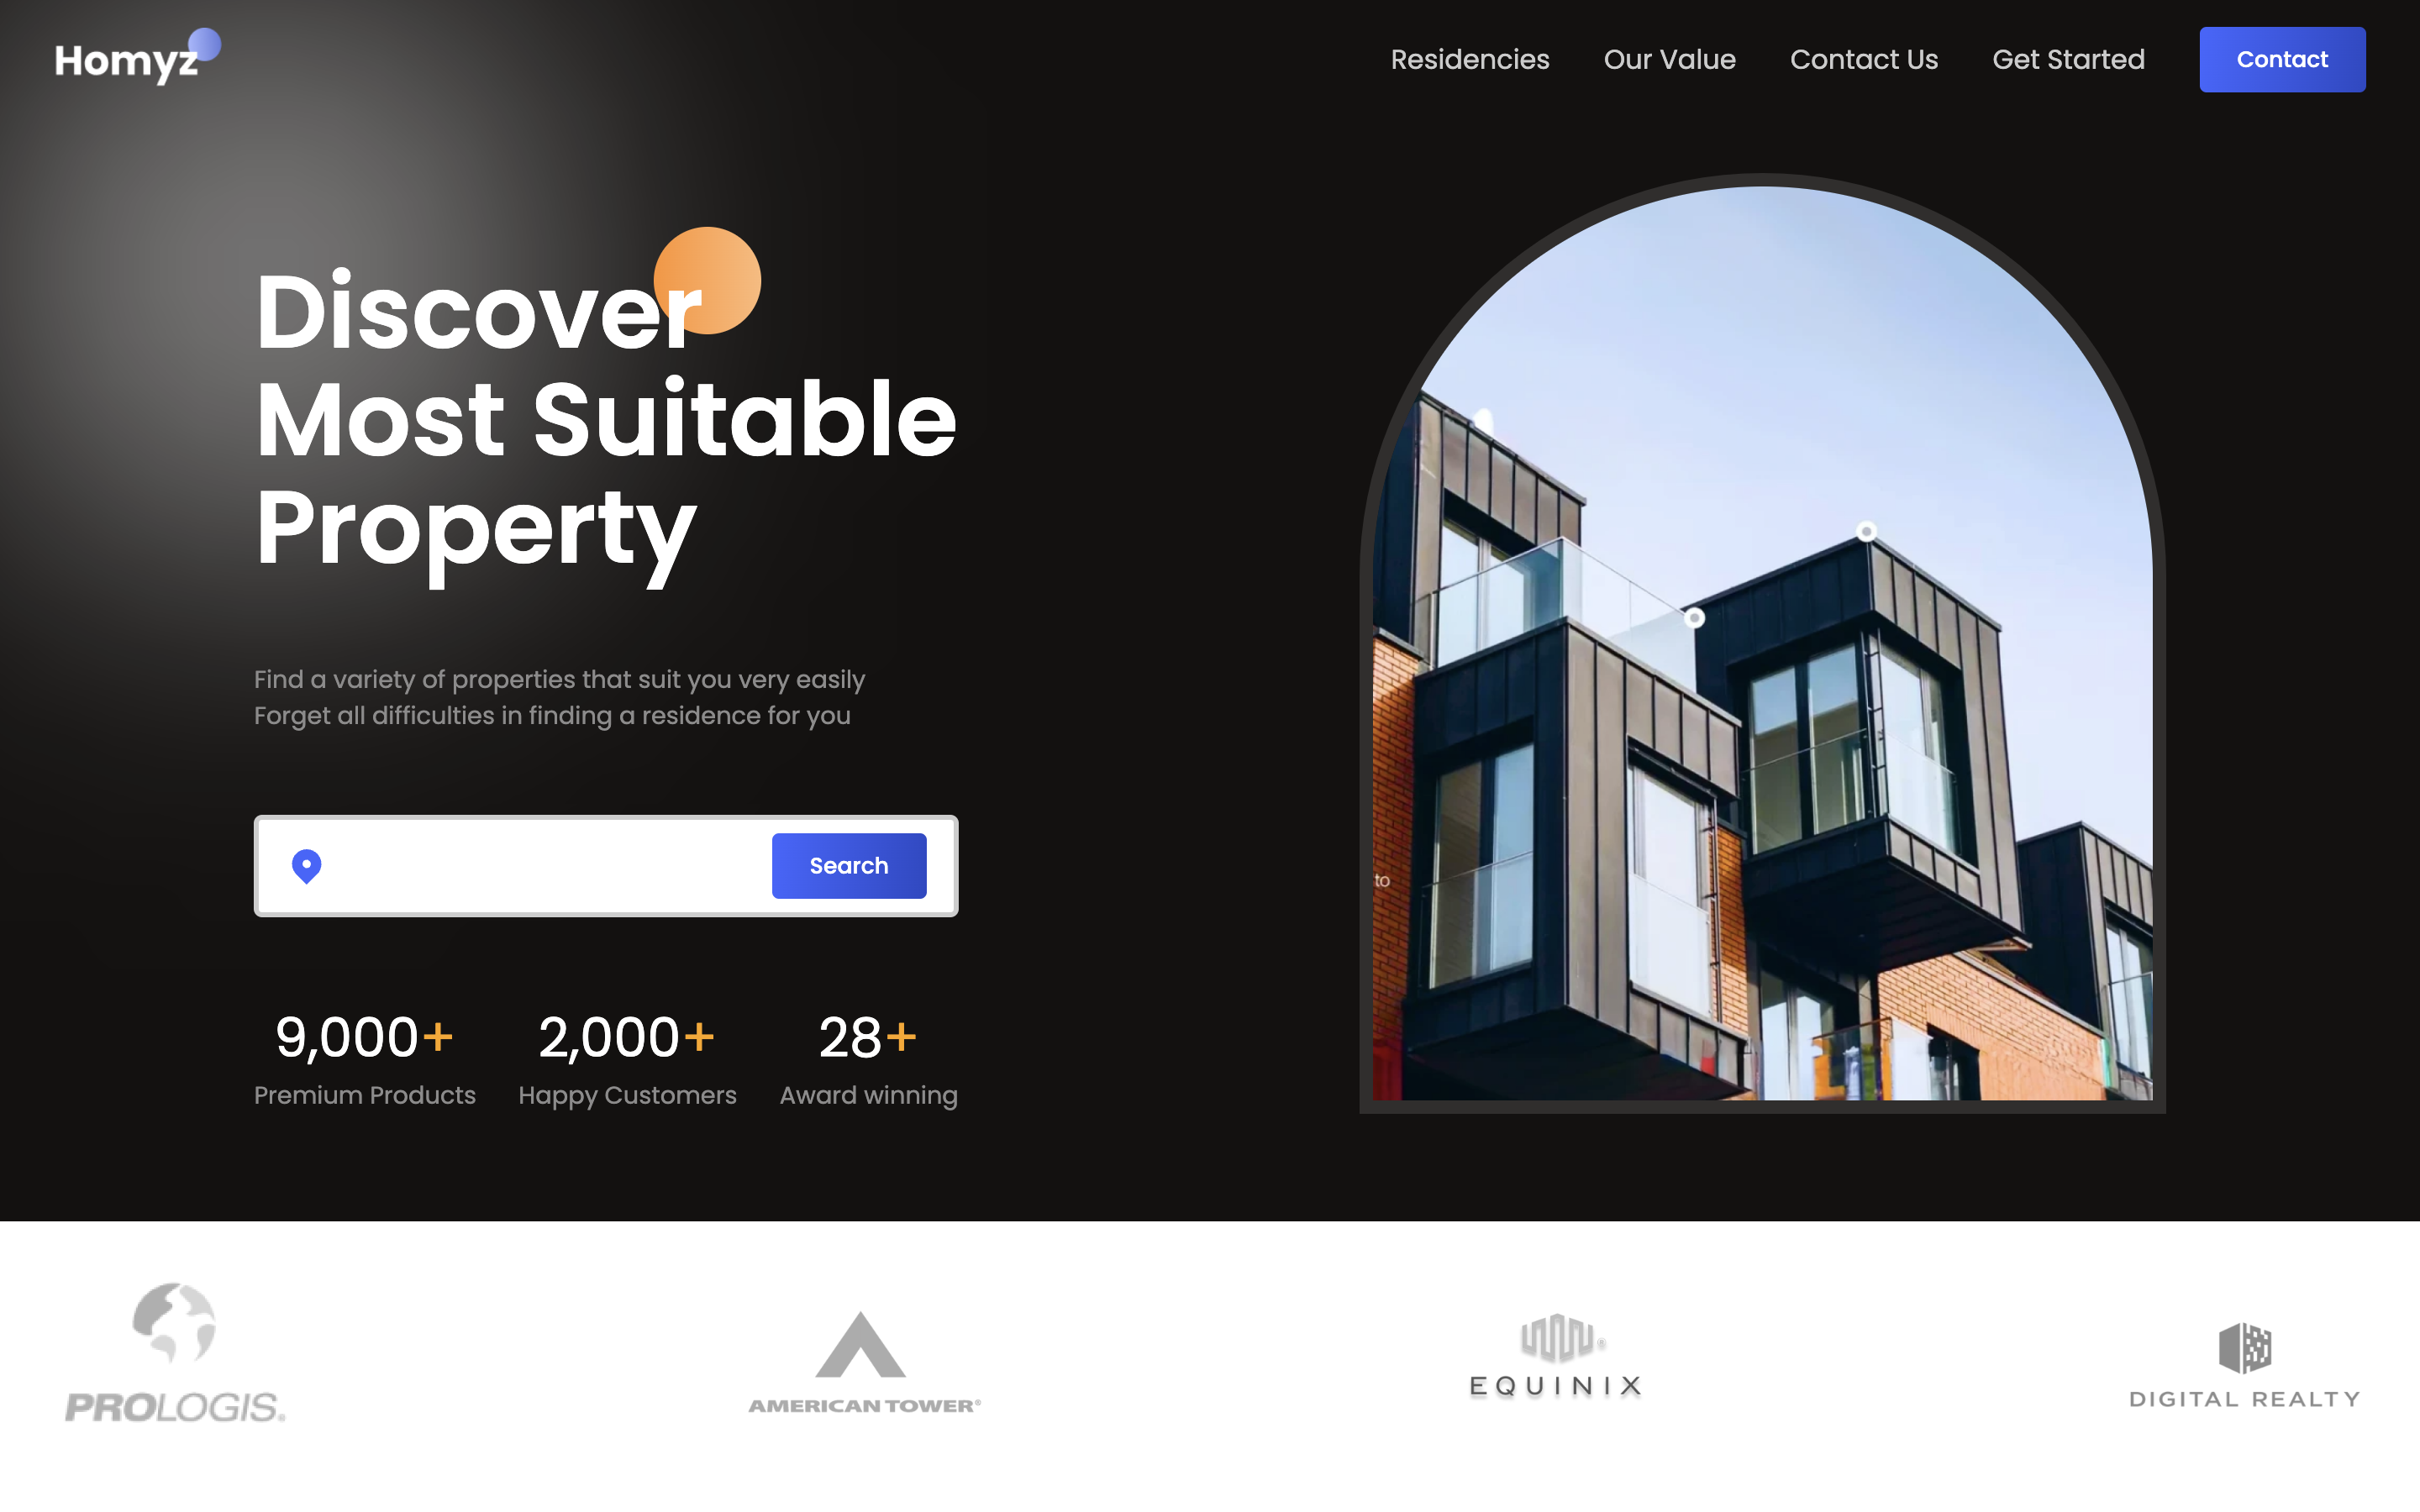 Homyz
Residencies
Our Value
Contact Us
Get Started
Contact
Discover
Most Suitable
Property
Find a variety of properties that suit you very easily
Forget all difficulties in finding a residence for you
Search
9,000+
Premium Products
2,000+
Happy Customers
28+
Award winning
to
PROLOGIS®
AMERICAN TOWER®
EQUINIX®
DIGITAL REALTY